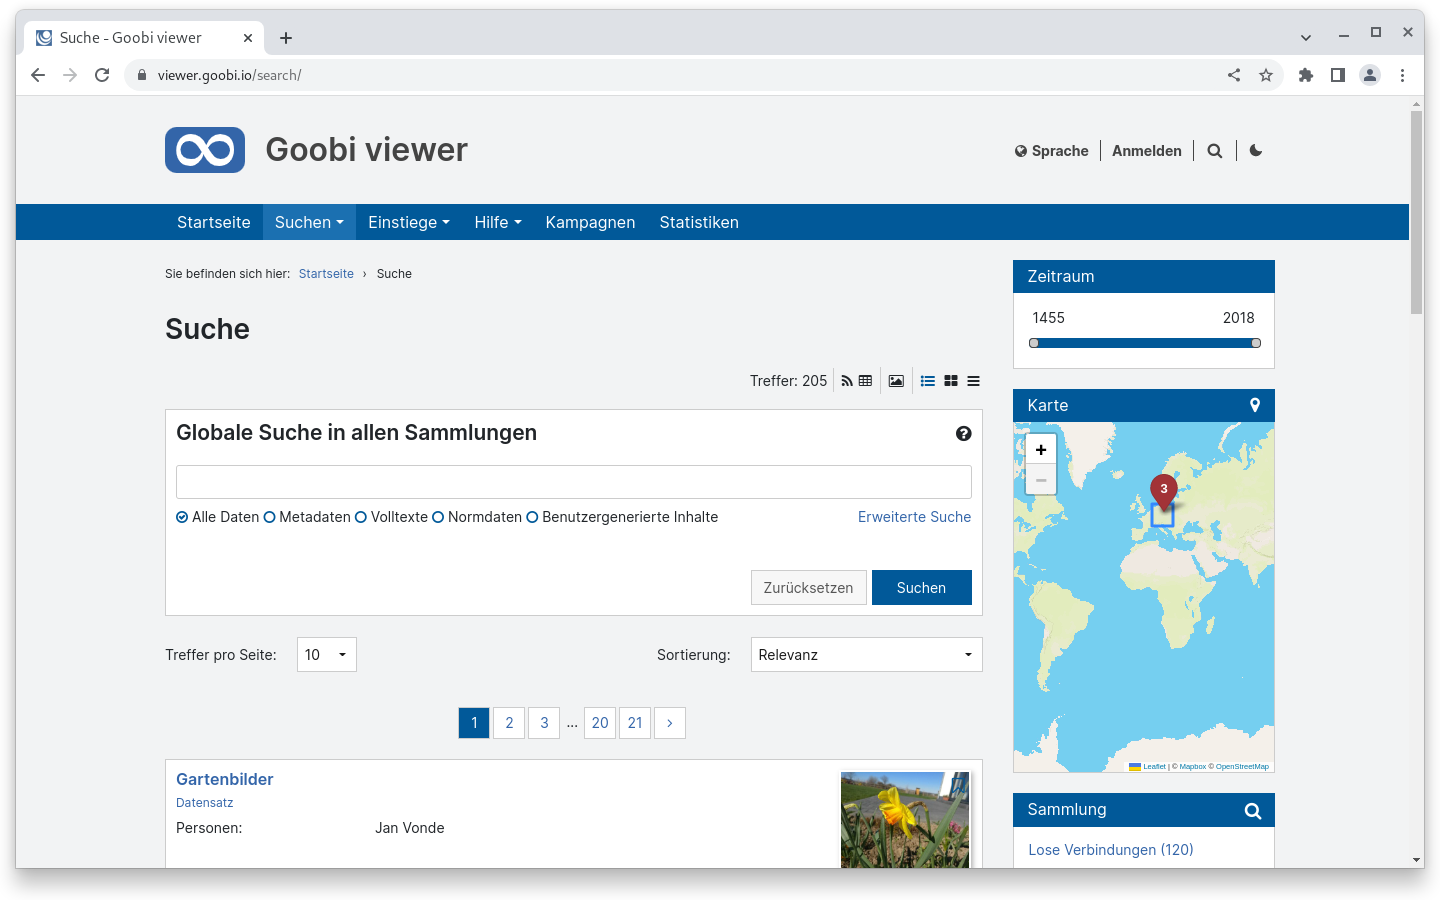 Suche - Goobi viewer
viewer.goobi.io/search/
Goobi viewer
Sprache
Anmelden
Startseite
Suchen
Einstiege
Hilfe
Kampagnen
Statistiken
Sie befinden sich hier: Startseite › Suche
Suche
Treffer: 205
Globale Suche in allen Sammlungen
Alle Daten Metadaten Volltexte Normdaten Benutzergenerierte Inhalte
Erweiterte Suche
Zurücksetzen
Suchen
Treffer pro Seite: 10
Sortierung: Relevanz
1 2 3 ... 20 21 ›
Gartenbilder
Datensatz
Personen: Jan Vonde
Zeitraum
1455 2018
Karte
+
3
−
Leaflet | © Mapbox © OpenStreetMap
Sammlung
Lose Verbindungen (120)